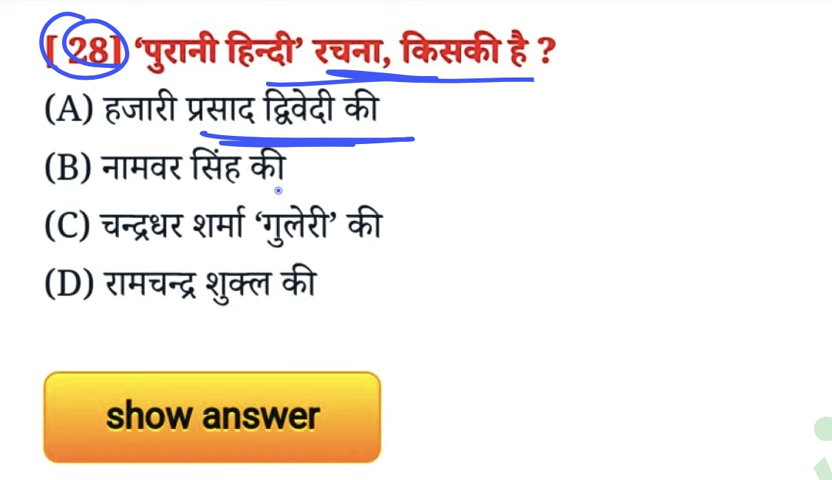 [ 28] ‘पुरानी हिन्दी’ रचना, किसकी है ?
(A) हजारी प्रसाद द्विवेदी की
(B) नामवर सिंह की
(C) चन्द्रधर शर्मा ‘गुलेरी’ की
(D) रामचन्द्र शुक्ल की
show answer